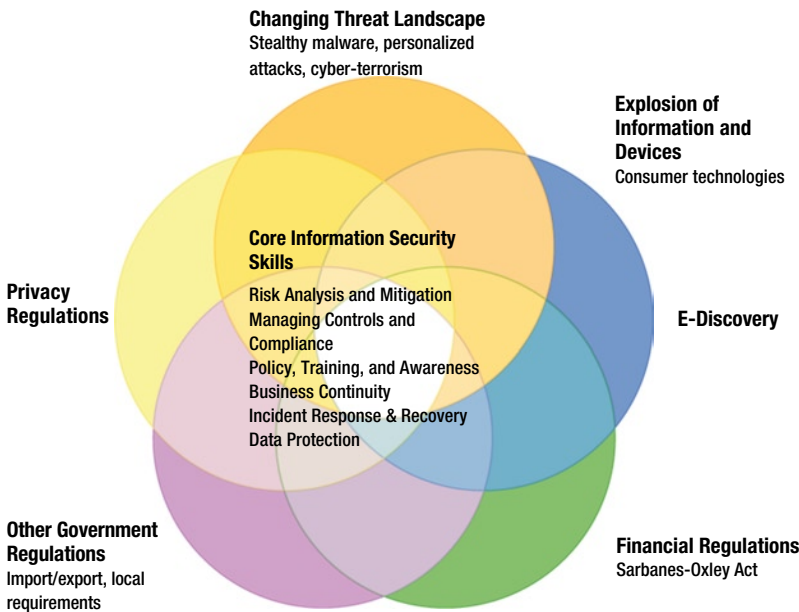 Changing Threat Landscape
Stealthy malware, personalized
attacks, cyber-terrorism
Explosion of
Information and
Devices
Consumer technologies
Core Information Security
Skills
Risk Analysis and Mitigation
Managing Controls and
Compliance
Policy, Training, and Awareness
Business Continuity
Incident Response & Recovery
Data Protection
Privacy
Regulations
E-Discovery
Other Government
Regulations
Import/export, local
requirements
Financial Regulations
Sarbanes-Oxley Act